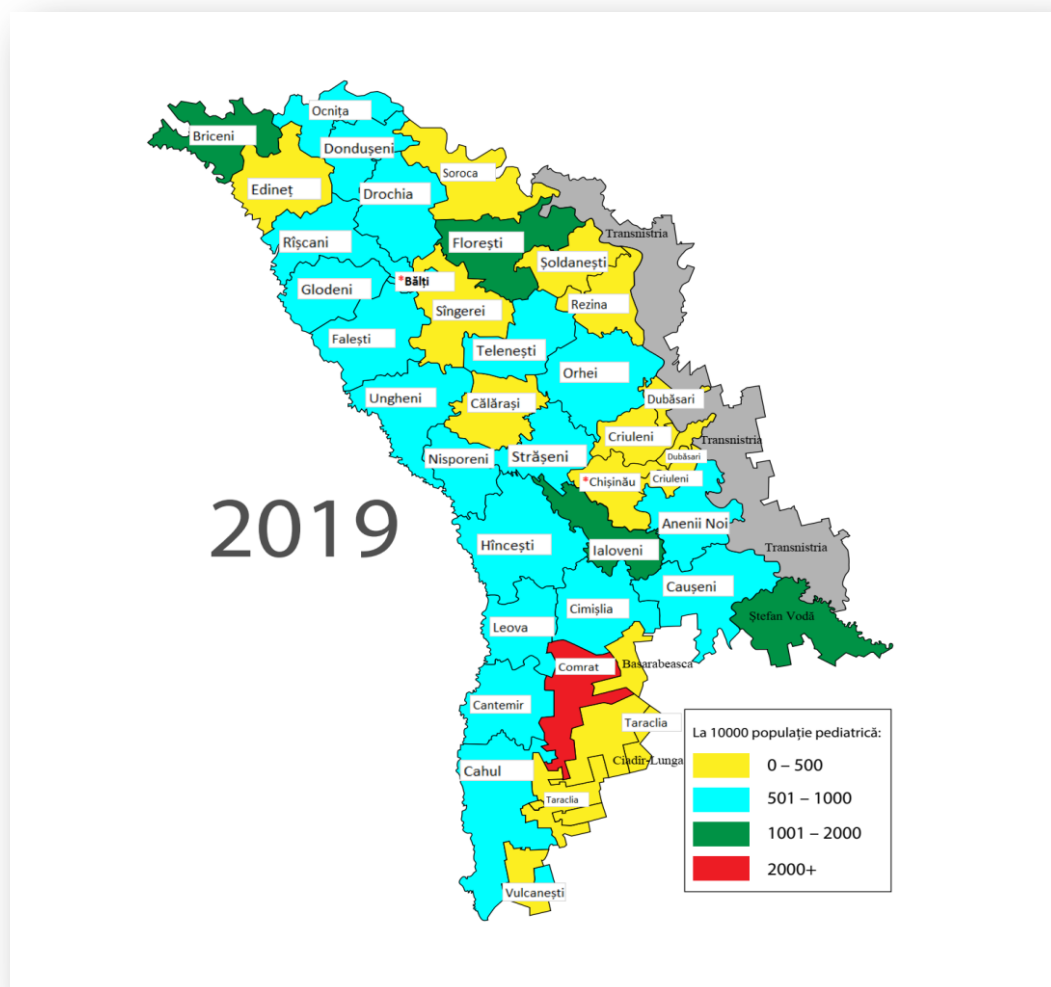 Ocnița
Briceni
Dondușeni
Soroca
Edineț
Drochia
Transnistria
Rîșcani
Florești
Șoldanești
*Bălți
Glodeni
Rezina
Sîngerei
Falești
Telenești
Orhei
Ungheni
Călărași
Dubăsari
Criuleni
Transnistria
Nisporeni
Strășeni
Dubăsari
*Chișinău
Criuleni
2019
Anenii Noi
Hîncești
Ialoveni
Transnistria
Caușeni
Cimișlia
Ștefan Vodă
Leova
Comrat
Basarabeasca
Cantemir
Taraclia
Ciadîr-Lunga
Cahul
Taraclia
Vulcanești
La 10000 populație pediatrică:
0 – 500
501 – 1000
1001 – 2000
2000+